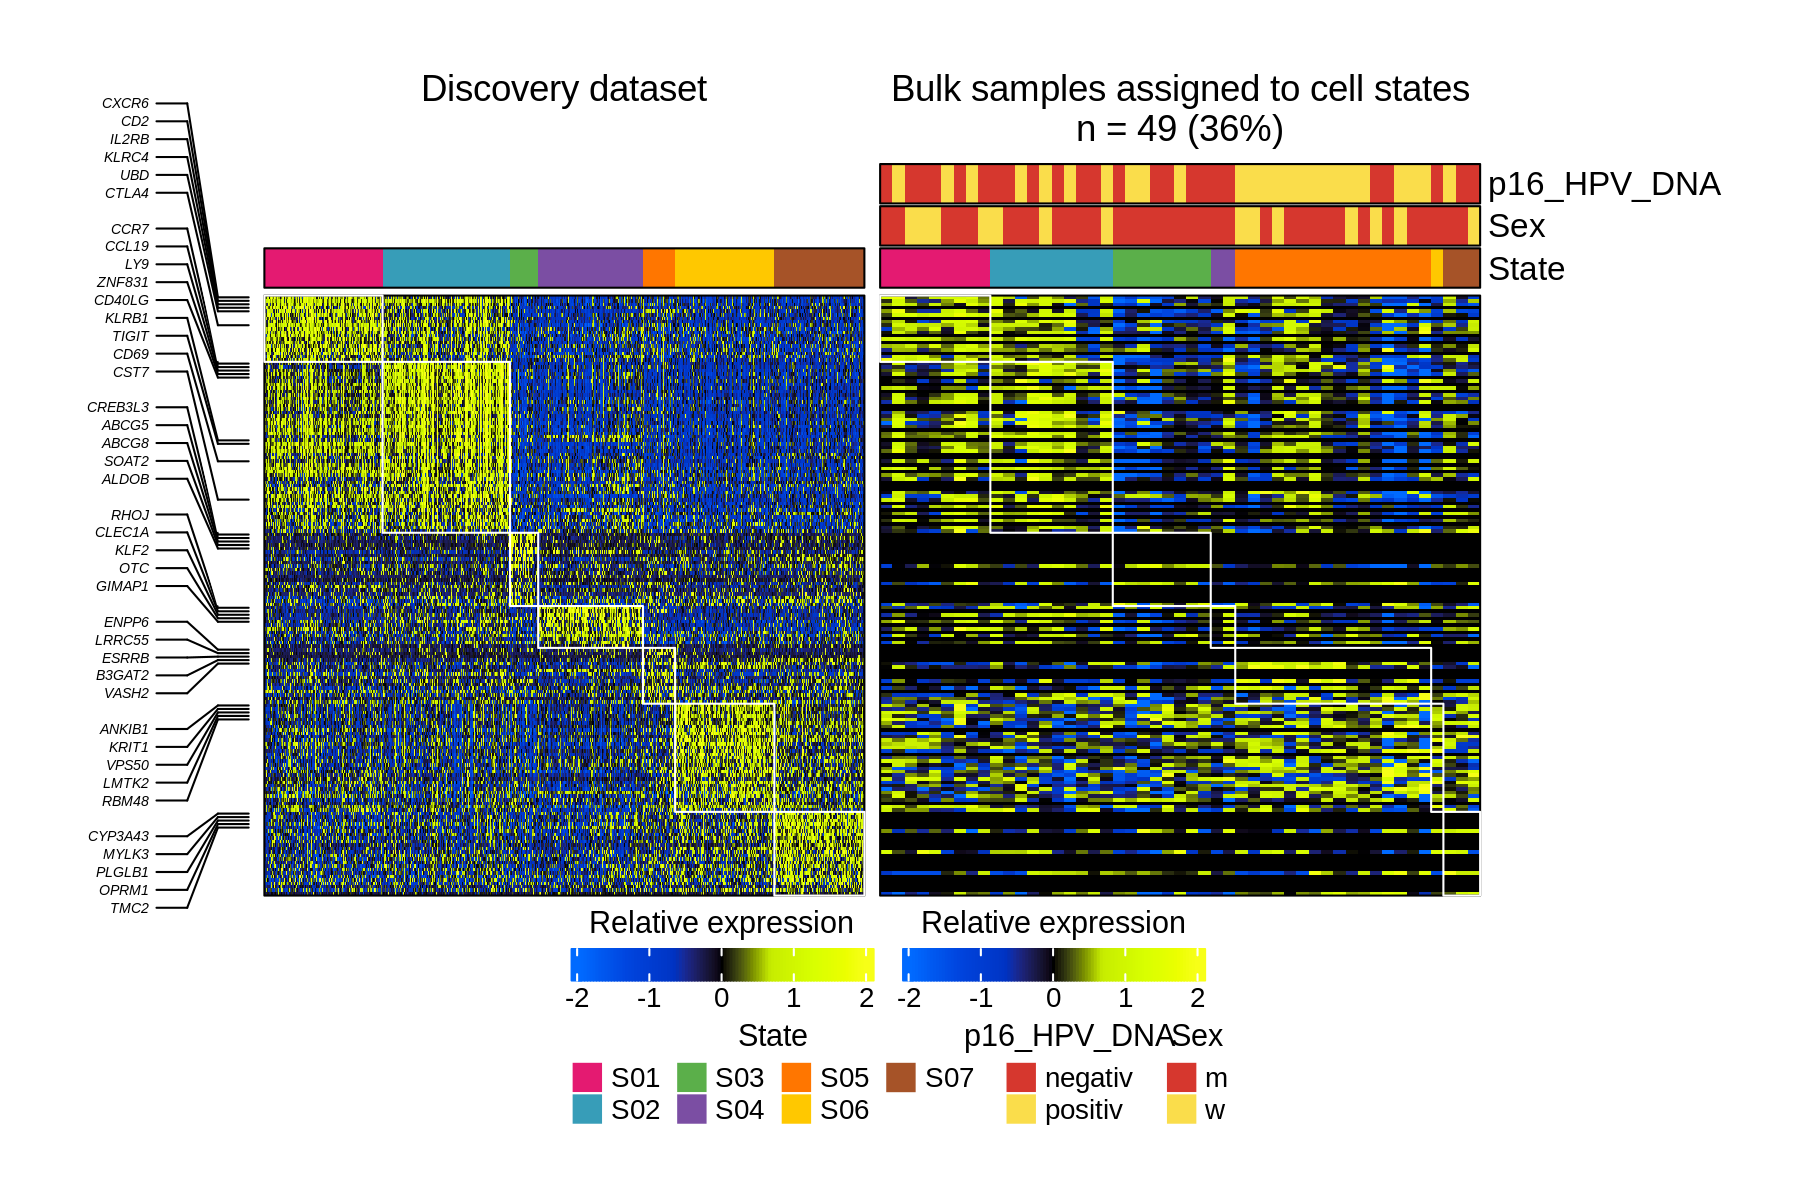 Discovery dataset
Bulk samples assigned to cell states
n = 49 (36%)
p16_HPV_DNA
Sex
State
CXCR6
CD2
IL2RB
KLRC4
UBD
CTLA4
CCR7
CCL19
LY9
ZNF831
CD40LG
KLRB1
TIGIT
CD69
CST7
CREB3L3
ABCG5
ABCG8
SOAT2
ALDOB
RHOJ
CLEC1A
KLF2
OTC
GIMAP1
ENPP6
LRRC55
ESRRB
B3GAT2
VASH2
ANKIB1
KRIT1
VPS50
LMTK2
RBM48
CYP3A43
MYLK3
PLGLB1
OPRM1
TMC2
Relative expression
-2 -1 0 1 2
Relative expression
-2 -1 0 1 2
State
S01 S03 S05 S07
S02 S04 S06
p16_HPV_DNA
negativ
positiv
Sex
m
w